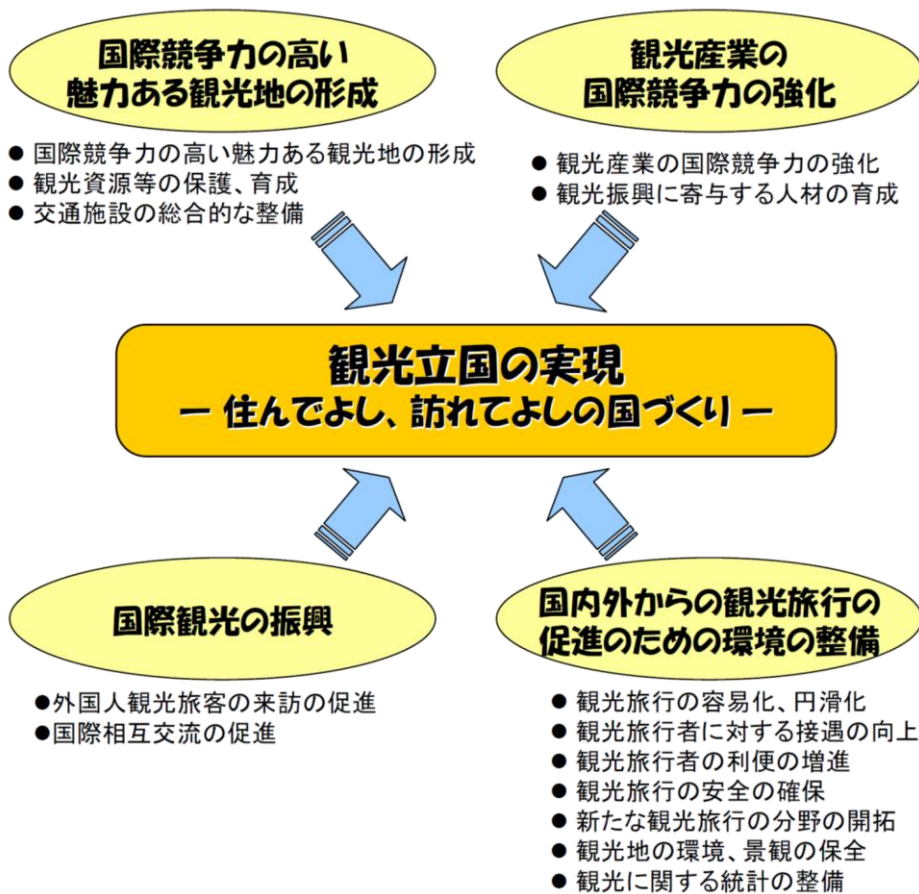 国際競争力の高い
魅力ある観光地の形成
● 国際競争力の高い魅力ある観光地の形成
● 観光資源等の保護、育成
● 交通施設の総合的な整備
観光産業の
国際競争力の強化
● 観光産業の国際競争力の強化
● 観光振興に寄与する人材の育成
観光立国の実現
― 住んでよし、訪れてよしの国づくり ―
国際観光の振興
●外国人観光旅客の来訪の促進
●国際相互交流の促進
国内外からの観光旅行の
促進のための環境の整備
● 観光旅行の容易化、円滑化
● 観光旅行者に対する接遇の向上
● 観光旅行者の利便の増進
● 観光旅行の安全の確保
● 新たな観光旅行の分野の開拓
● 観光地の環境、景観の保全
● 観光に関する統計の整備